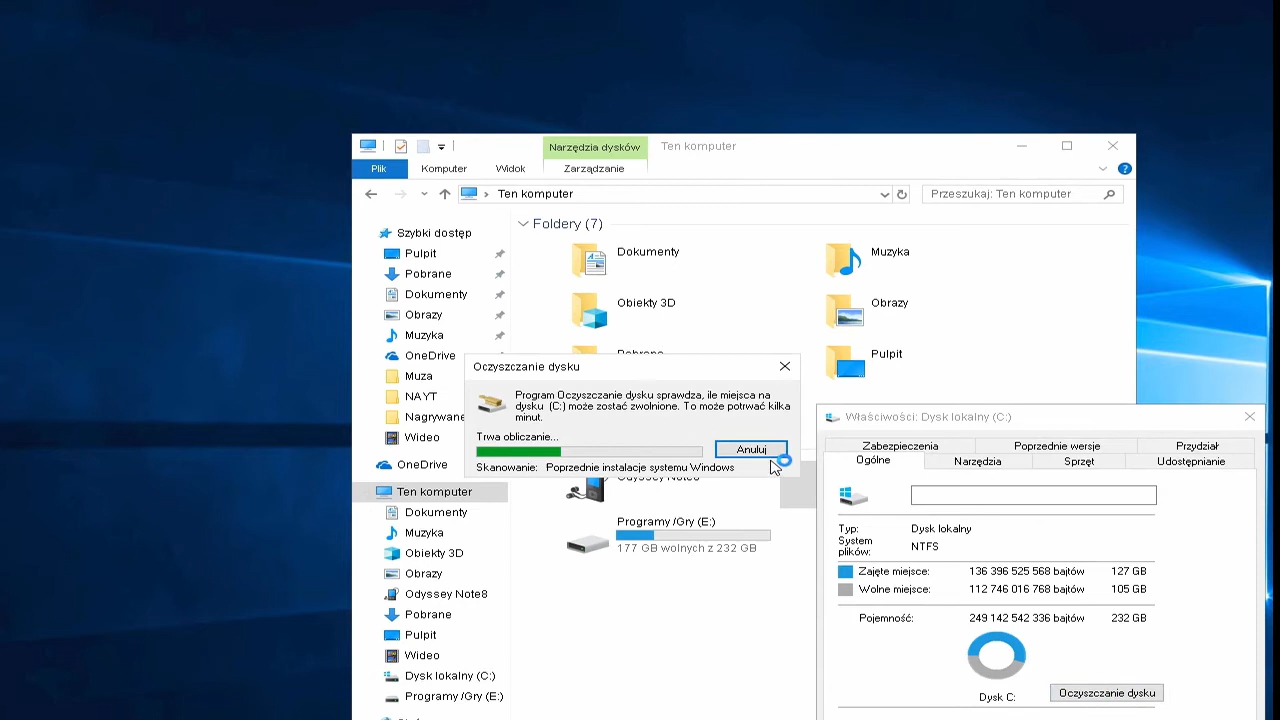 Narzędzia dysków
Ten komputer
Plik
Komputer
Widok
Zarządzanie
Ten komputer
Przeszukaj: Ten komputer
Szybki dostęp
Pulpit
Pobrane
Dokumenty
Obrazy
Muzyka
OneDrive
Muza
NAYT
Nagrywane
Wideo
OneDrive
Ten komputer
Dokumenty
Muzyka
Obiekty 3D
Obrazy
Odyssey Note8
Pobrane
Pulpit
Wideo
Dysk lokalny (C:)
Programy /Gry (E:)
Foldery (7)
Dokumenty
Muzyka
Obiekty 3D
Obrazy
Pobrane
Pulpit
Odyssey Note8
Programy /Gry (E:)
177 GB wolnych z 232 GB
Oczyszczanie dysku
Program Oczyszczanie dysku sprawdza, ile miejsca na
dysku (C:) może zostać zwolnione. To może potrwać kilka
minut.
Trwa obliczanie...
Anuluj
Skanowanie: Poprzednie instalacje systemu Windows
Właściwości: Dysk lokalny (C:)
Zabezpieczenia
Poprzednie wersje
Przydział
Ogólne
Narzędzia
Sprzęt
Udostępnianie
Typ: Dysk lokalny
System
plików: NTFS
Zajęte miejsce: 136 396 525 568 bajtów 127 GB
Wolne miejsce: 112 746 016 768 bajtów 105 GB
Pojemność: 249 142 542 336 bajtów 232 GB
Dysk C:
Oczyszczanie dysku